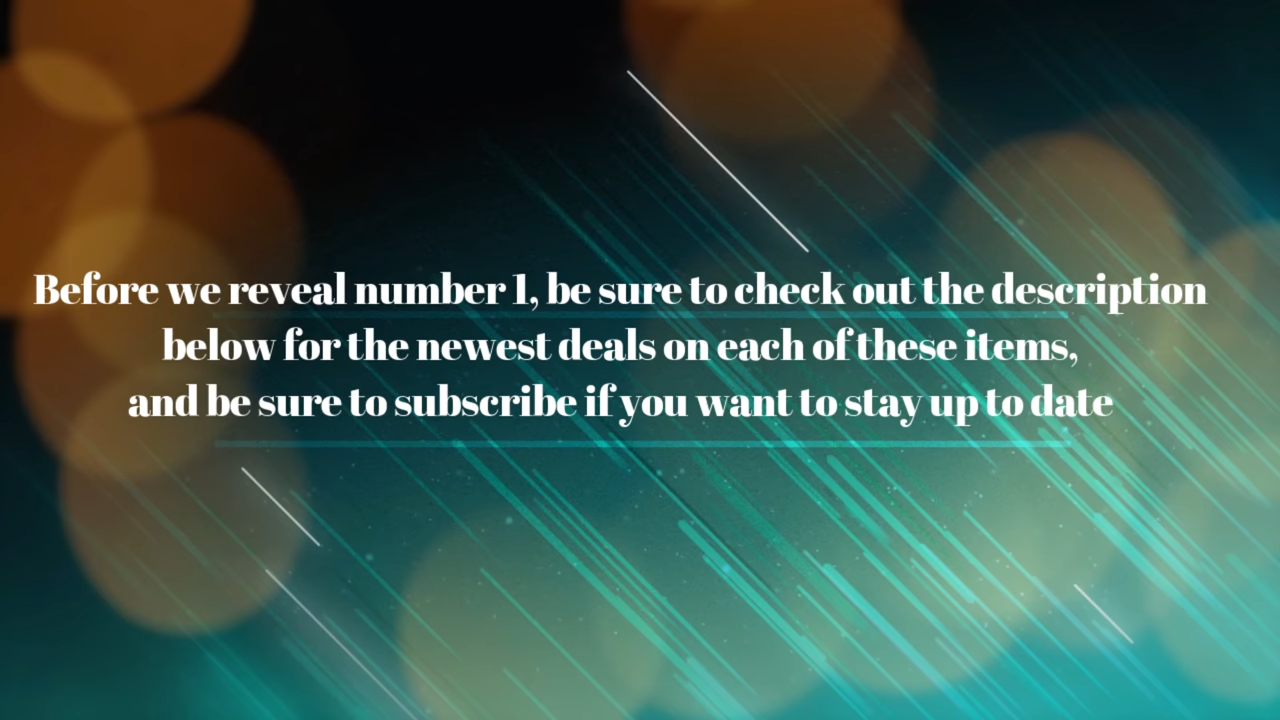 Before we reveal number 1, be sure to check out the description
below for the newest deals on each of these items,
and be sure to subscribe if you want to stay up to date